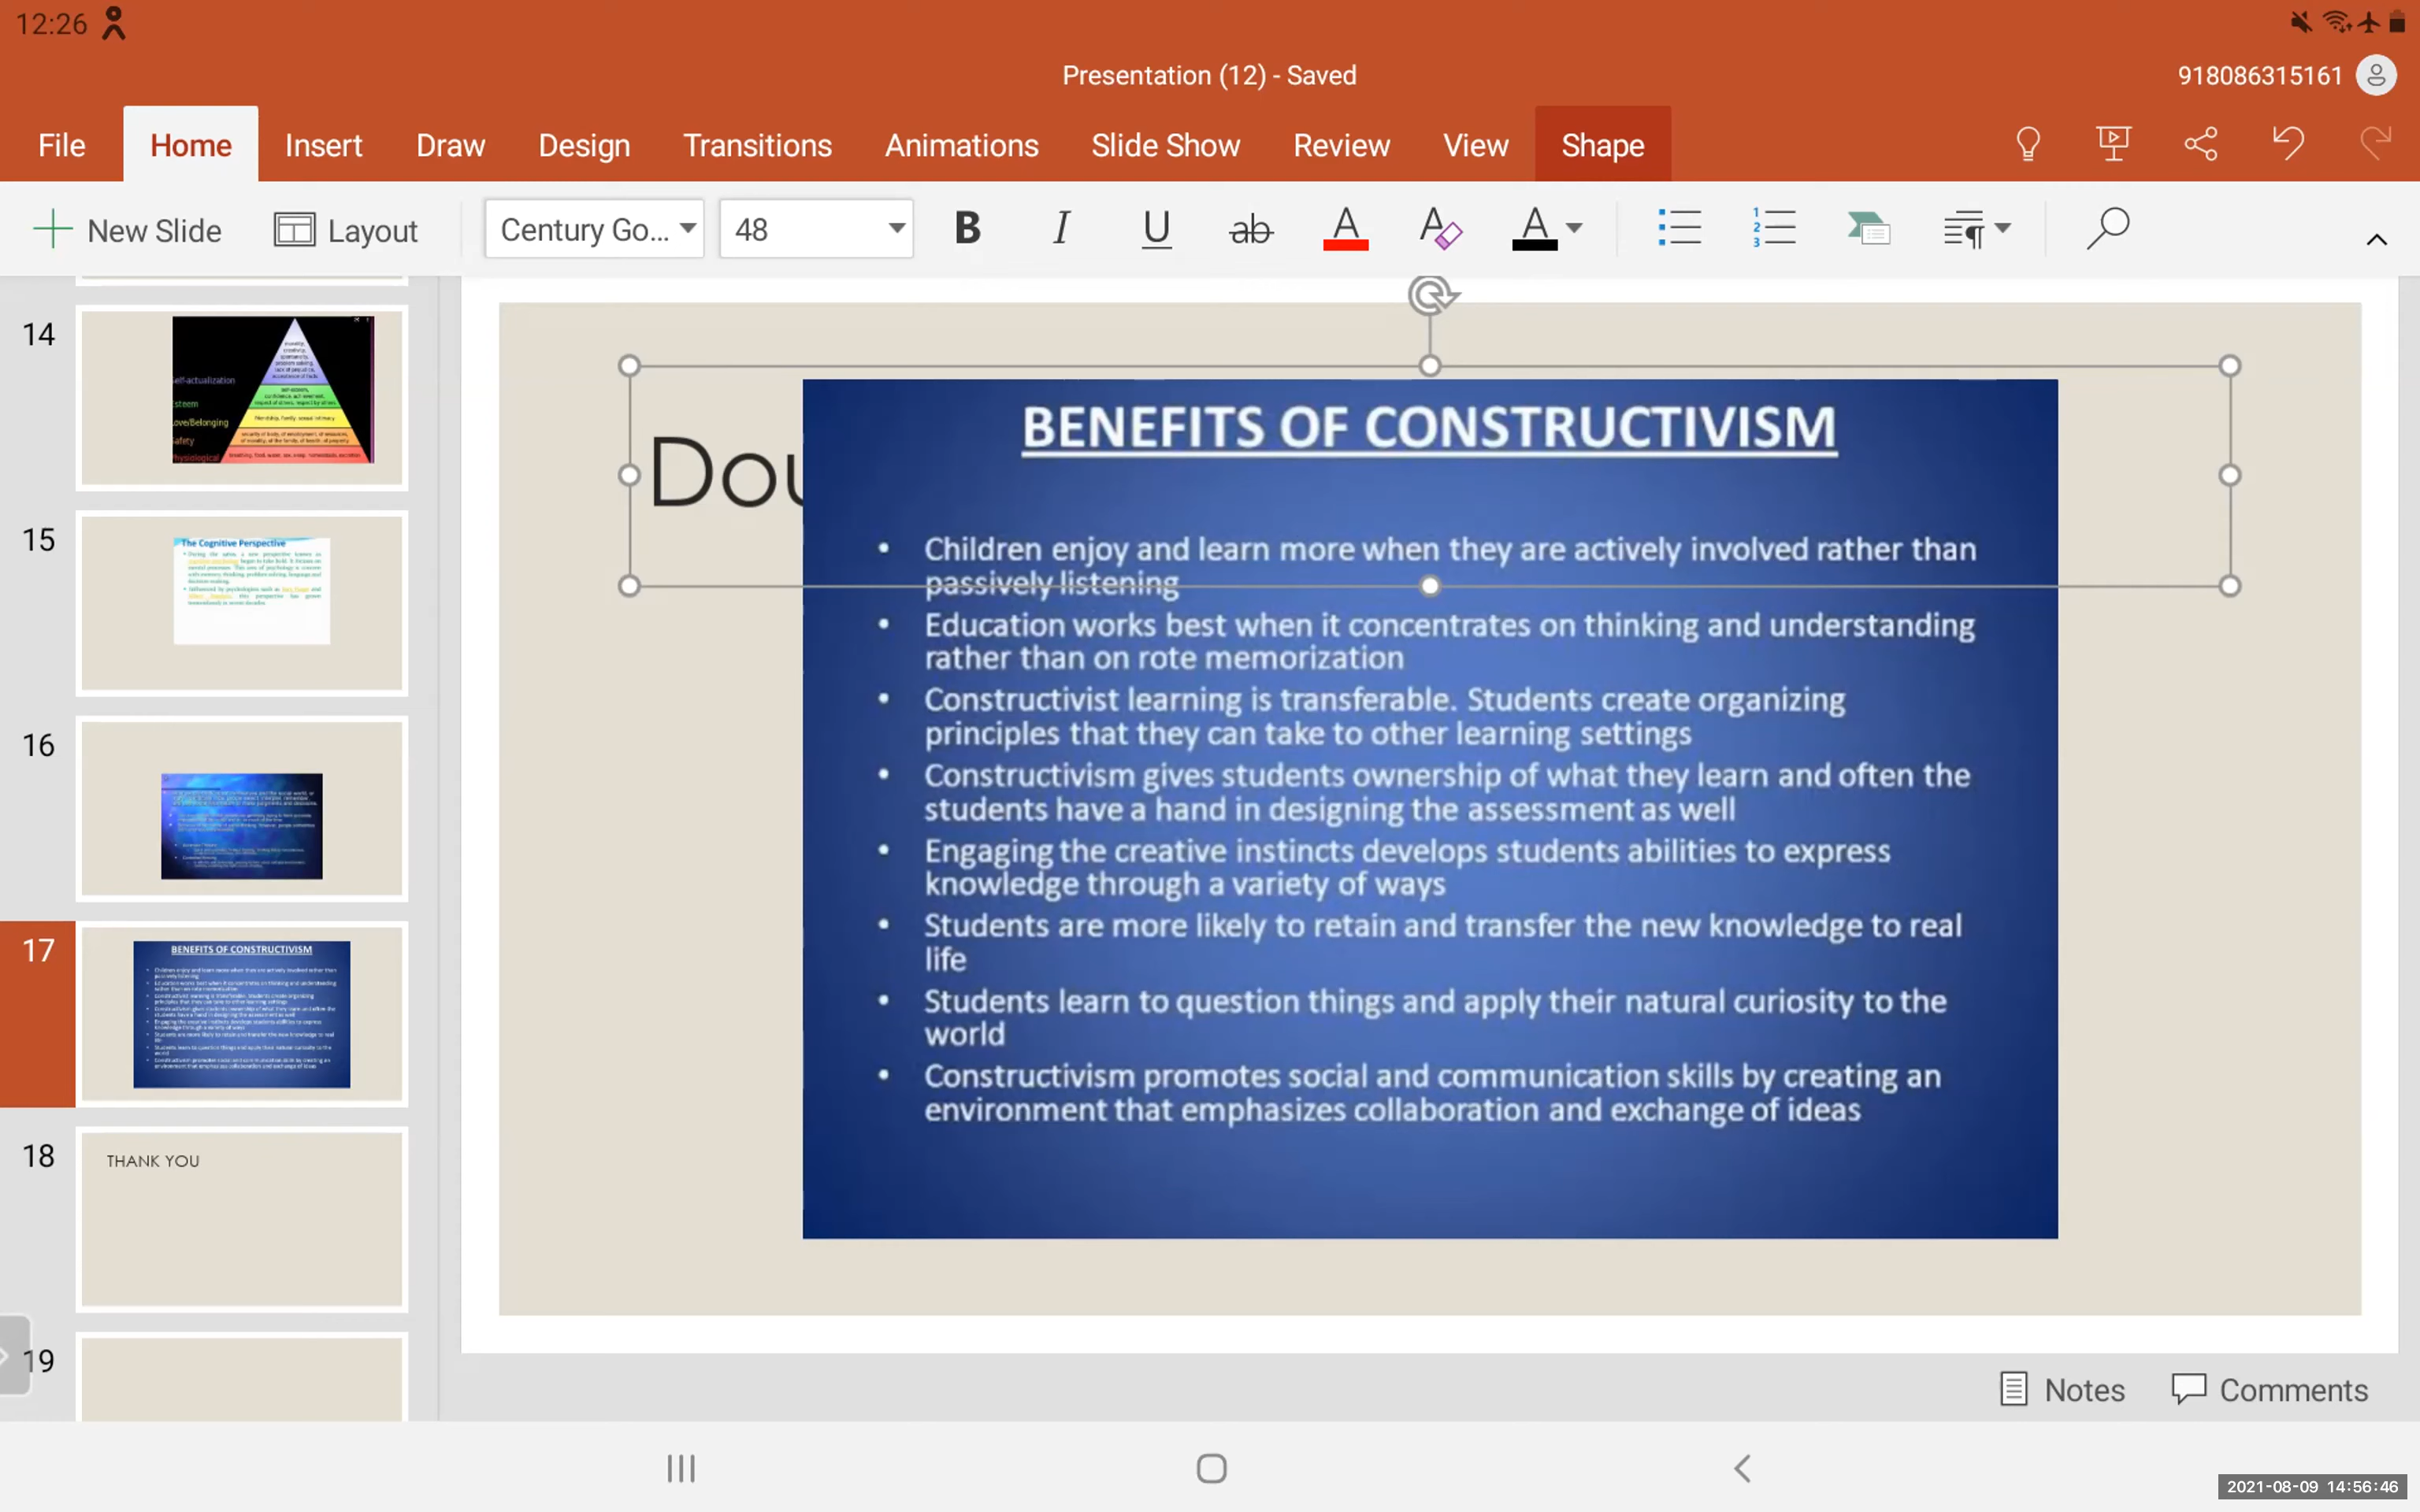 12:26
Presentation (12) - Saved
918086315161
File Home Insert Draw Design Transitions Animations Slide Show Review View Shape
New Slide Layout Century Go... 48 B I U ab A A A
14
Self-actualization
Esteem
Love/Belonging
Safety
Physiological
15
The Cognitive Perspective
16
17
BENEFITS OF CONSTRUCTIVISM
18
THANK YOU
19
Dou
BENEFITS OF CONSTRUCTIVISM
• Children enjoy and learn more when they are actively involved rather than
passively listening
• Education works best when it concentrates on thinking and understanding
rather than on rote memorization
• Constructivist learning is transferable. Students create organizing
principles that they can take to other learning settings
• Constructivism gives students ownership of what they learn and often the
students have a hand in designing the assessment as well
• Engaging the creative instincts develops students abilities to express
knowledge through a variety of ways
• Students are more likely to retain and transfer the new knowledge to real
life
• Students learn to question things and apply their natural curiosity to the
world
• Constructivism promotes social and communication skills by creating an
environment that emphasizes collaboration and exchange of ideas
Notes Comments
2021-08-09 14:56:46